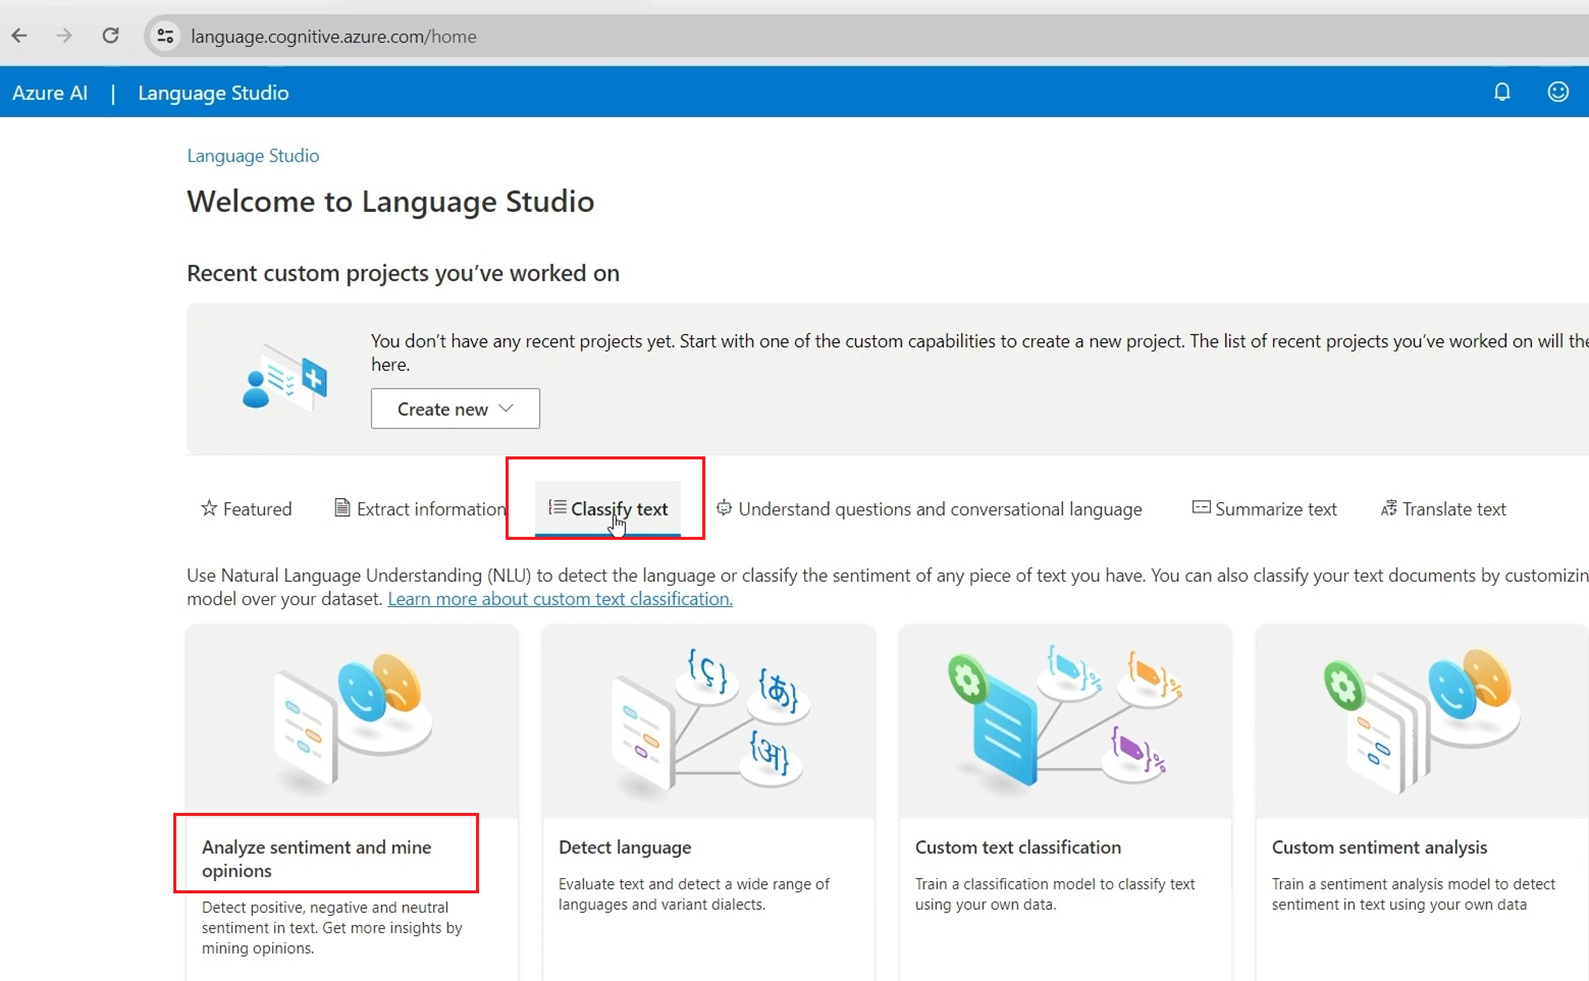 language.cognitive.azure.com/home
Azure AI | Language Studio
Language Studio
Welcome to Language Studio
Recent custom projects you've worked on
You don't have any recent projects yet. Start with one of the custom capabilities to create a new project. The list of recent projects you've worked on will
here.
Create new
Featured Extract information Classify text Understand questions and conversational language Summarize text Translate text
Use Natural Language Understanding (NLU) to detect the language or classify the sentiment of any piece of text you have. You can also classify your text documents by
model over your dataset. Learn more about custom text classification.
{ç}
{あ}
{अ}
%
%
%
Analyze sentiment and mine
opinions
Detect positive, negative and neutral
sentiment in text. Get more insights by
mining opinions.
Detect language
Evaluate text and detect a wide range of
languages and variant dialects.
Custom text classification
Train a classification model to classify text
using your own data.
Custom sentiment analysis
Train a sentiment analysis model to detect
sentiment in text using your own data